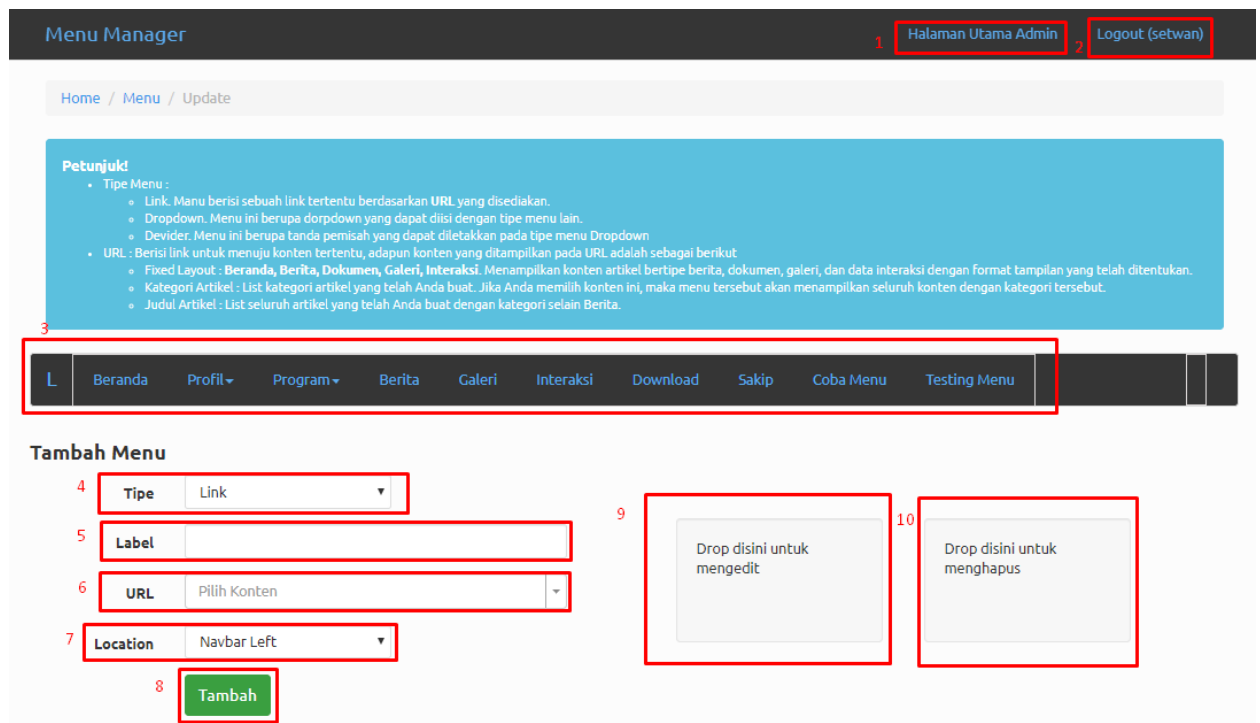 Menu Manager
1 Halaman Utama Admin 2 Logout (setwan)
Home / Menu / Update
Petunjuk!
Tipe Menu :
Link. Manu berisi sebuah link tertentu berdasarkan URL yang disediakan.
Dropdown. Menu ini berupa dorpdown yang dapat diisi dengan tipe menu lain.
Devider. Menu ini berupa tanda pemisah yang dapat diletakkan pada tipe menu Dropdown
URL : Berisi link untuk menuju konten tertentu, adapun konten yang ditampilkan pada URL adalah sebagai berikut
Fixed Layout : Beranda, Berita, Dokumen, Galeri, Interaksi. Menampilkan konten artikel bertipe berita, dokumen, galeri, dan data interaksi dengan format tampilan yang telah ditentukan.
Kategori Artikel : List kategori artikel yang telah Anda buat. Jika Anda memilih konten ini, maka menu tersebut akan menampilkan seluruh konten dengan kategori tersebut.
Judul Artikel : List seluruh artikel yang telah Anda buat dengan kategori selain Berita.
3
L Beranda Profil Program Berita Galeri Interaksi Download Sakip Coba Menu Testing Menu
Tambah Menu
4 Tipe Link
5 Label
6 URL Pilih Konten
7 Location Navbar Left
8 Tambah
9
Drop disini untuk
mengedit
10
Drop disini untuk
menghapus